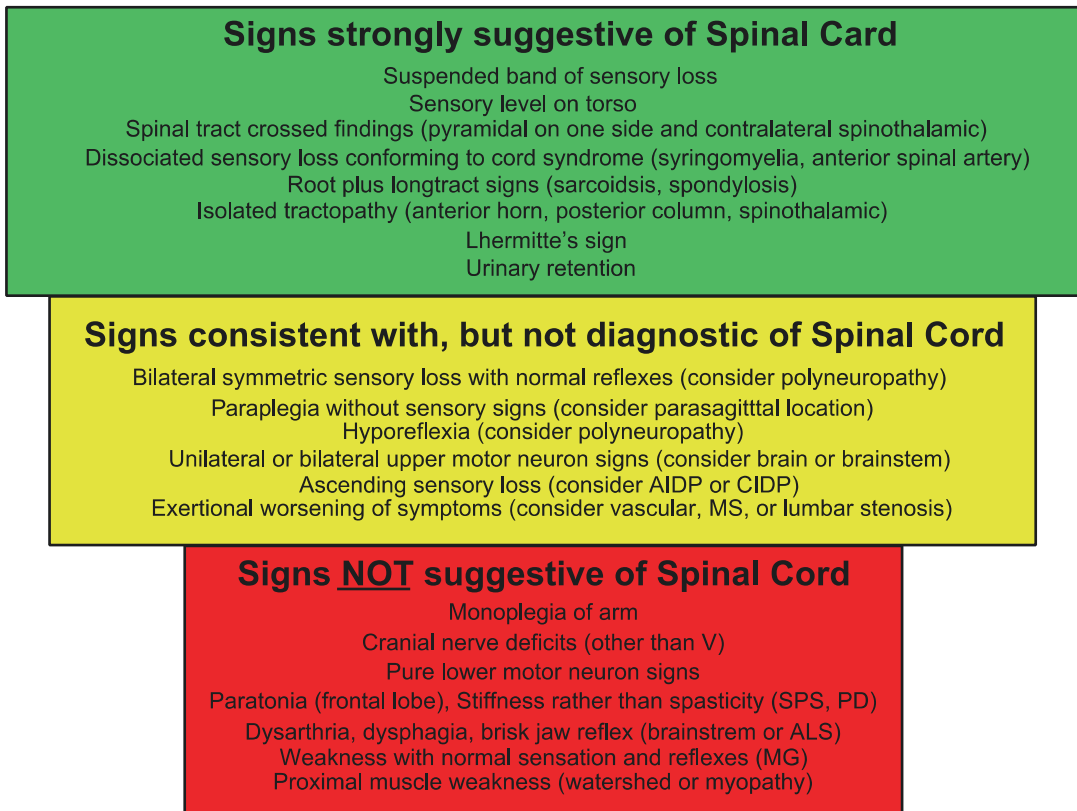 Signs strongly suggestive of Spinal Card
Suspended band of sensory loss
Sensory level on torso
Spinal tract crossed findings (pyramidal on one side and contralateral spinothalamic)
Dissociated sensory loss conforming to cord syndrome (syringomyelia, anterior spinal artery)
Root plus longtract signs (sarcoidsis, spondylosis)
Isolated tractopathy (anterior horn, posterior column, spinothalamic)
Lhermitte's sign
Urinary retention
Signs consistent with, but not diagnostic of Spinal Cord
Bilateral symmetric sensory loss with normal reflexes (consider polyneuropathy)
Paraplegia without sensory signs (consider parasagitttal location)
Hyporeflexia (consider polyneuropathy)
Unilateral or bilateral upper motor neuron signs (consider brain or brainstem)
Ascending sensory loss (consider AIDP or CIDP)
Exertional worsening of symptoms (consider vascular, MS, or lumbar stenosis)
Signs NOT suggestive of Spinal Cord
Monoplegia of arm
Cranial nerve deficits (other than V)
Pure lower motor neuron signs
Paratonia (frontal lobe), Stiffness rather than spasticity (SPS, PD)
Dysarthria, dysphagia, brisk jaw reflex (brainstrem or ALS)
Weakness with normal sensation and reflexes (MG)
Proximal muscle weakness (watershed or myopathy)